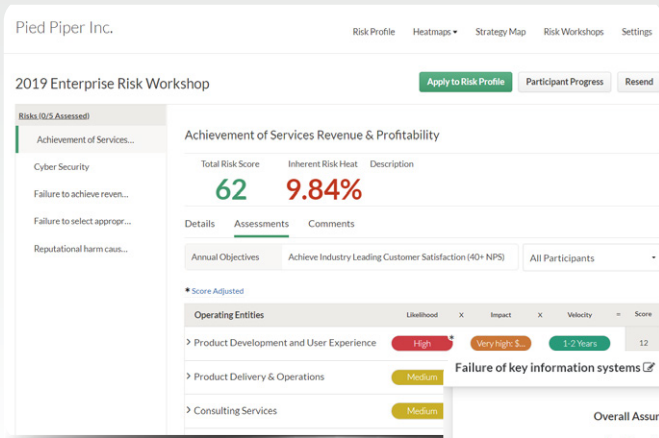 Pied Piper Inc.
Risk Profile Heatmaps Strategy Map Risk Workshops Settings
2019 Enterprise Risk Workshop
Apply to Risk Profile Participant Progress Resend
Risks (0/5 Assessed)
Achievement of Services...
Cyber Security
Failure to achieve reven...
Failure to select appropr...
Reputational harm caus...
Achievement of Services Revenue & Profitability
Total Risk Score Inherent Risk Heat Description
62 9.84%
Details Assessments Comments
Annual Objectives Achieve Industry Leading Customer Satisfaction (40+ NPS) All Participants
* Score Adjusted
Operating Entities Likelihood X Impact X Velocity = Score
Product Development and User Experience High * Very high: $... 1-2 Years 12
Product Delivery & Operations Medium
Consulting Services Medium
Failure of key information systems
Overall Assur